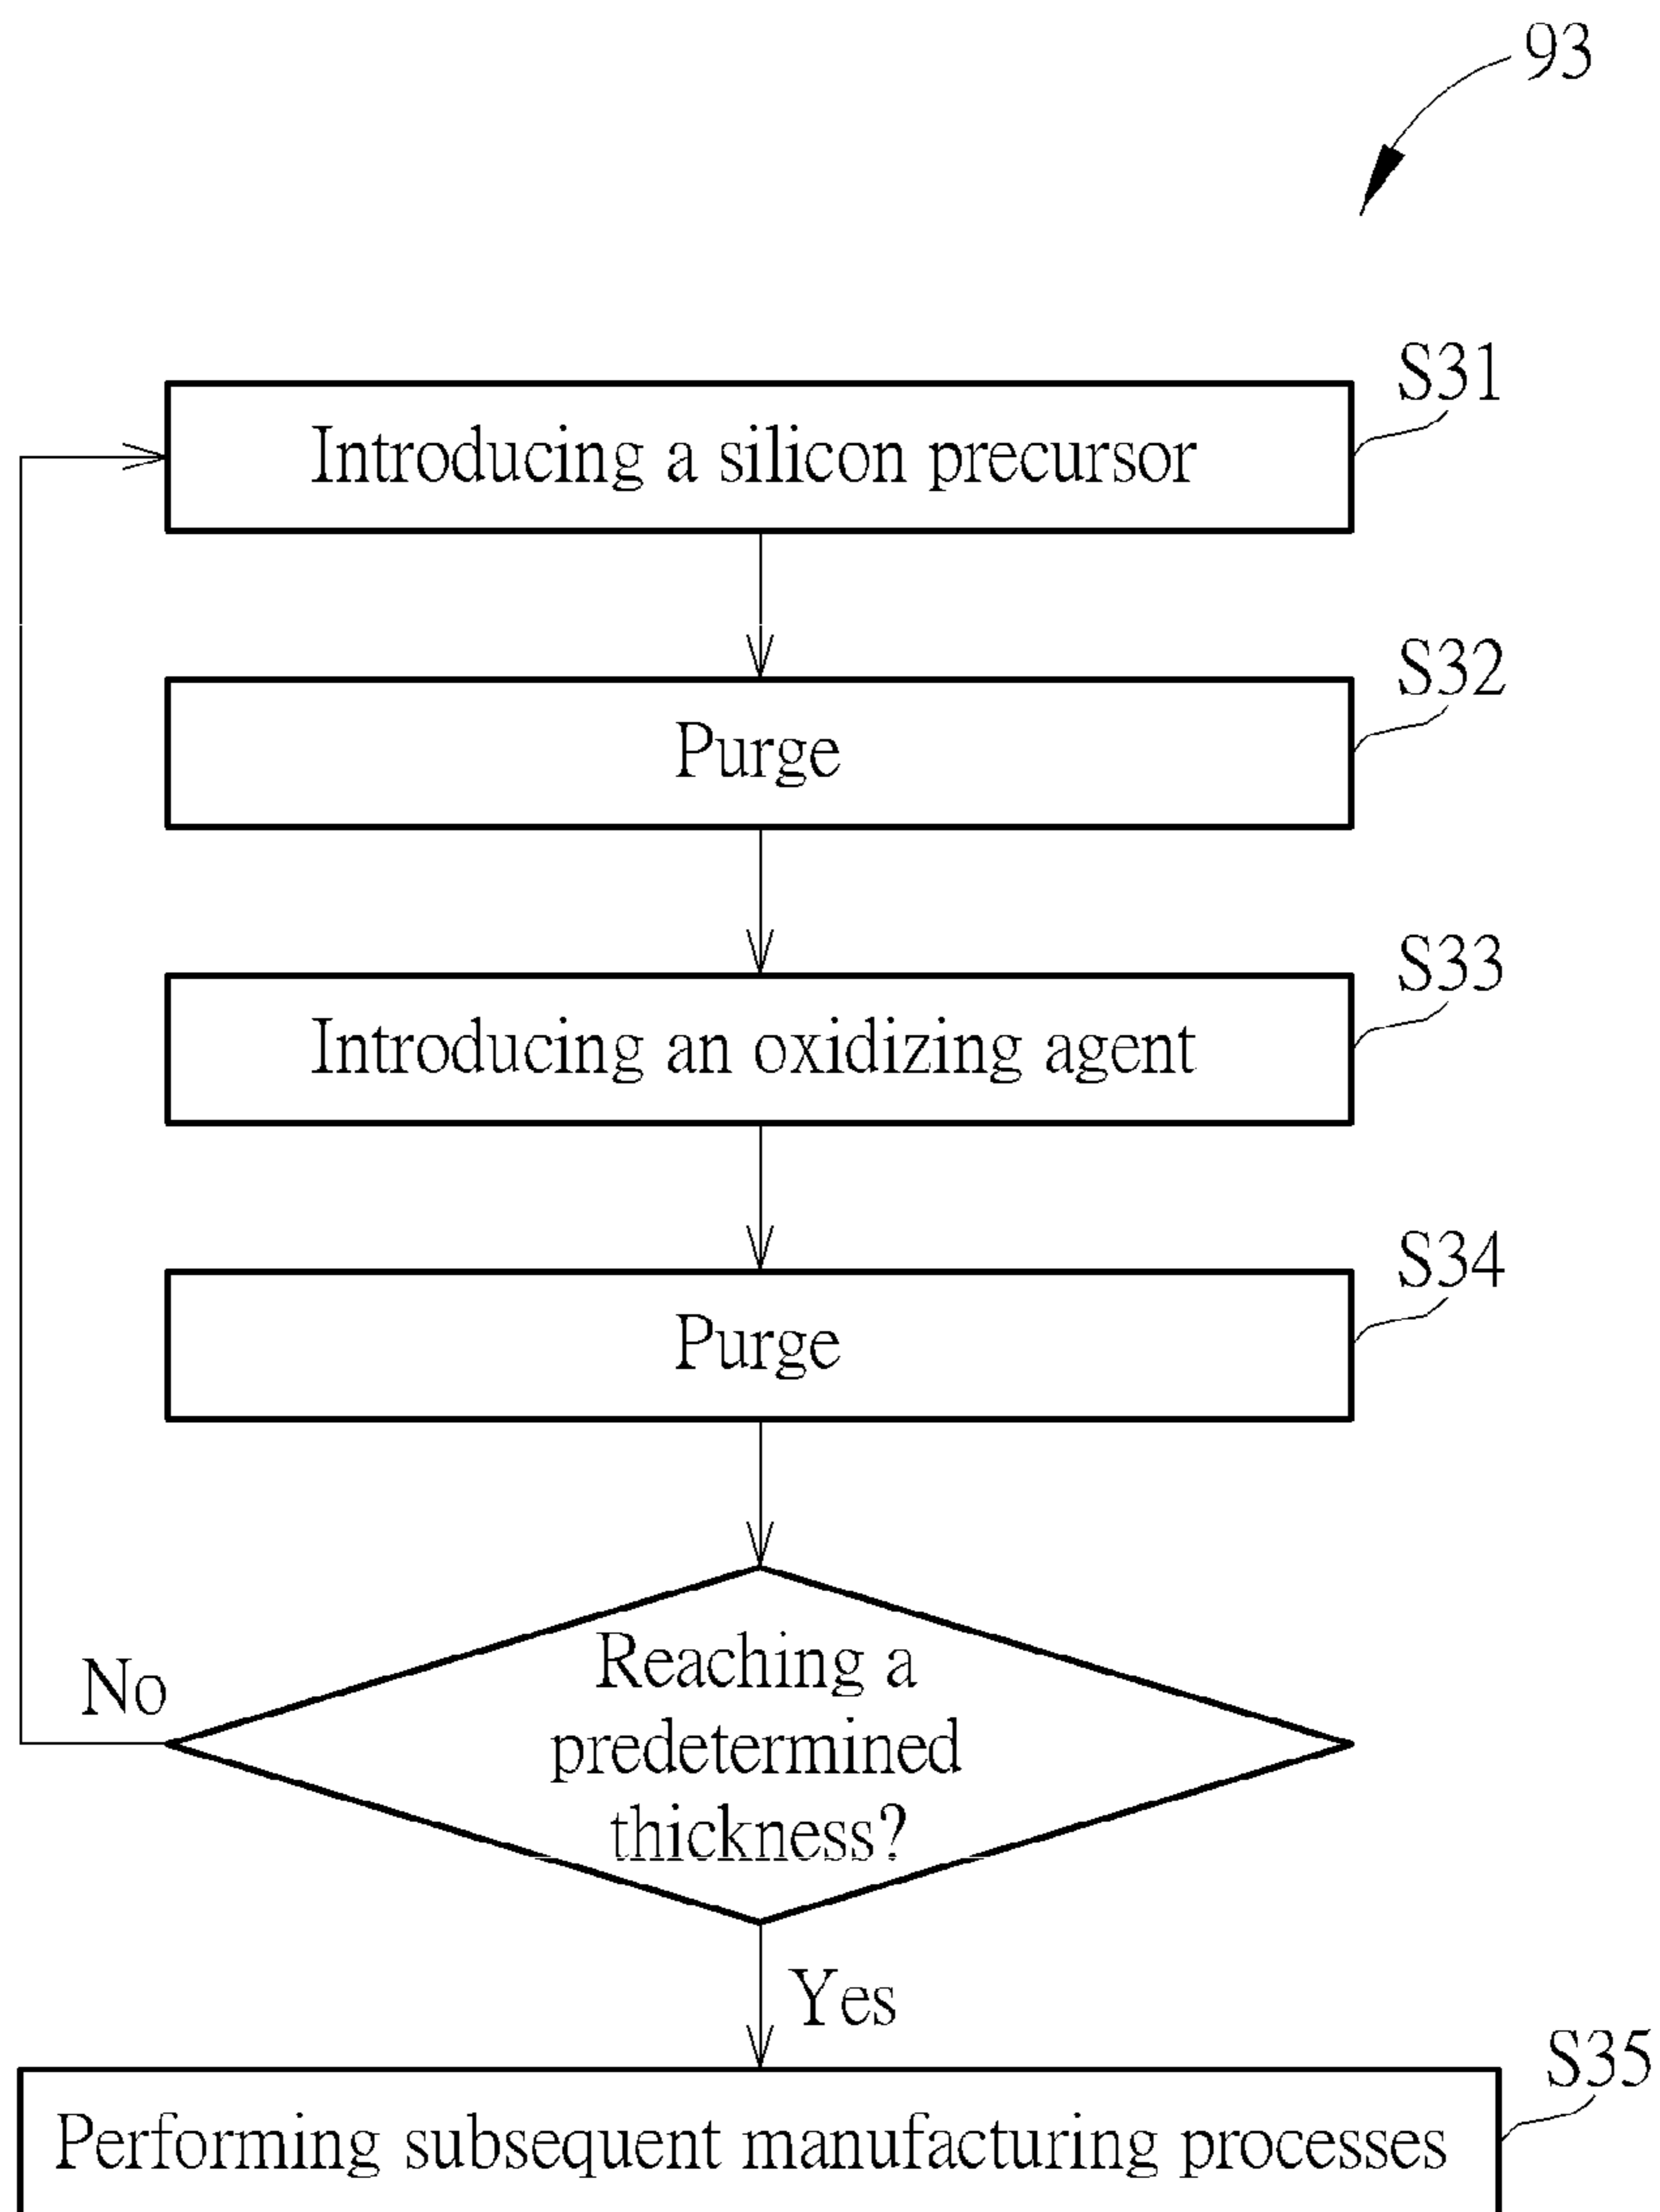 93
S31
Introducing a silicon precursor
S32
Purge
S33
Introducing an oxidizing agent
S34
Purge
Reaching a
predetermined
thickness?
No
Yes
S35
Performing subsequent manufacturing processes